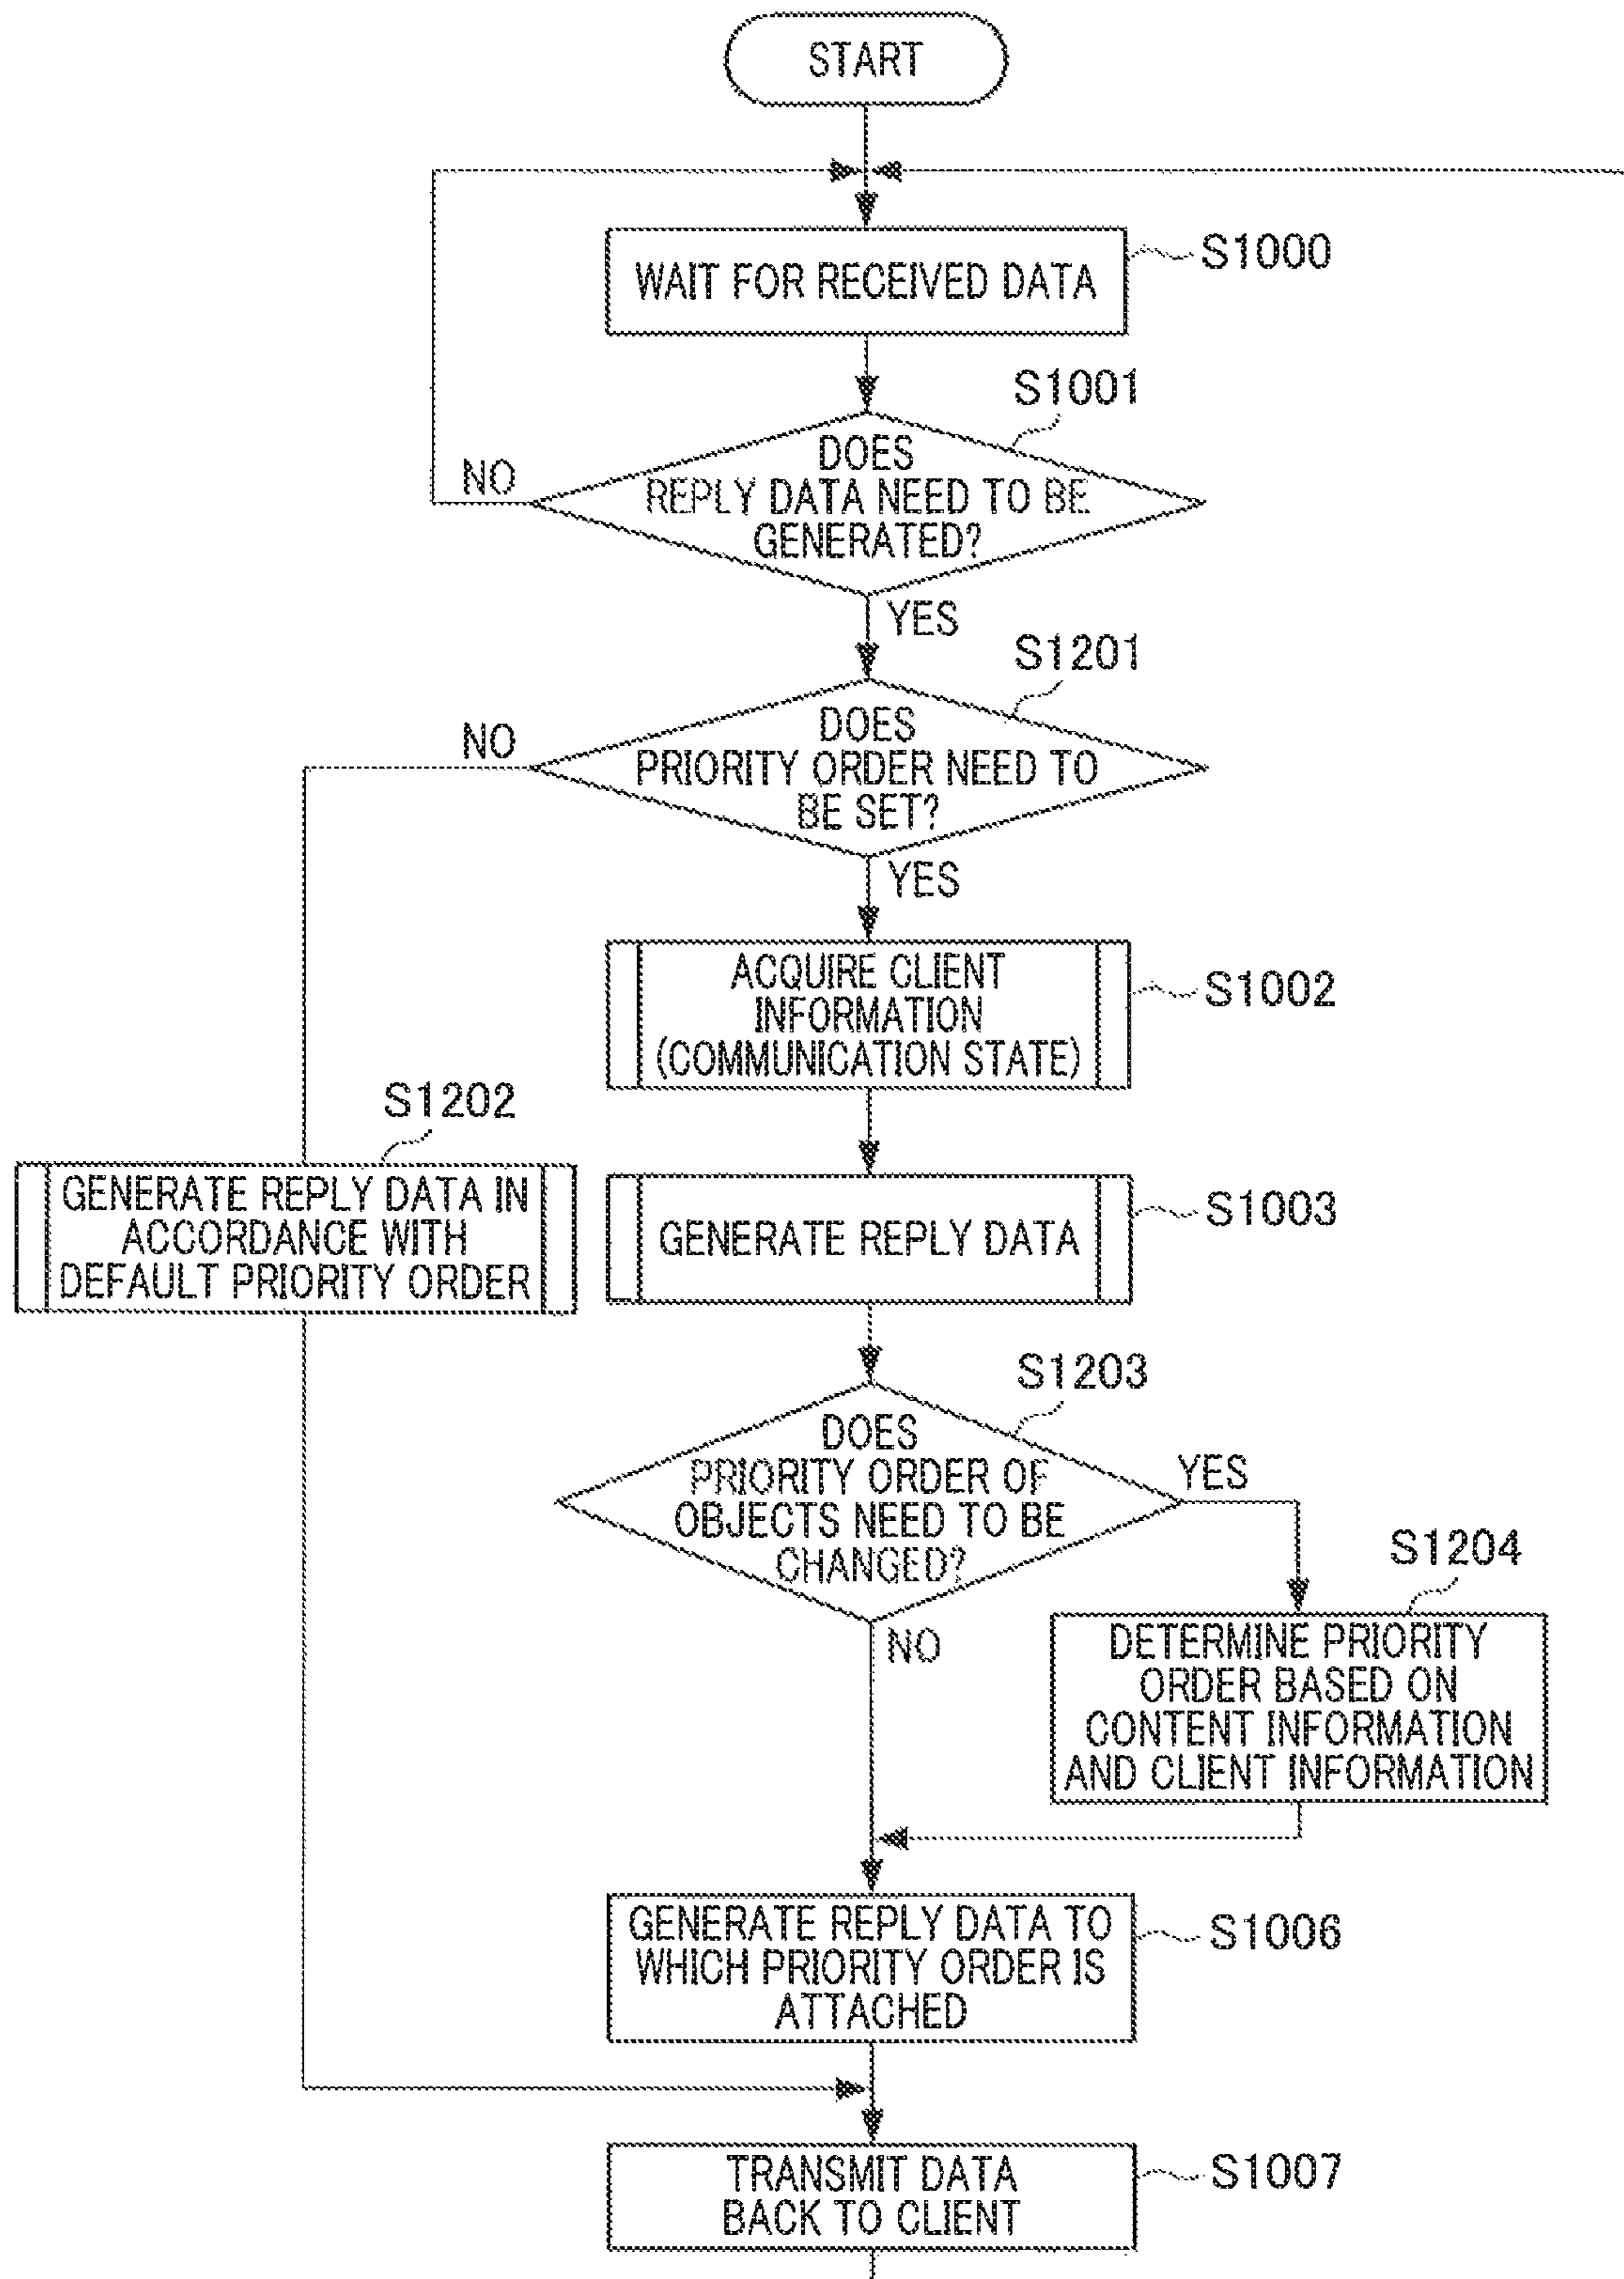 START
WAIT FOR RECEIVED DATA
S1000
S1001
DOES
REPLY DATA NEED TO BE
GENERATED?
NO
YES
S1201
DOES
PRIORITY ORDER NEED TO
BE SET?
NO
YES
ACQUIRE CLIENT
INFORMATION
(COMMUNICATION STATE)
S1002
S1202
GENERATE REPLY DATA IN
ACCORDANCE WITH
DEFAULT PRIORITY ORDER
GENERATE REPLY DATA
S1003
S1203
DOES
PRIORITY ORDER OF
OBJECTS NEED TO BE
CHANGED?
YES
NO
S1204
DETERMINE PRIORITY
ORDER BASED ON
CONTENT INFORMATION
AND CLIENT INFORMATION
GENERATE REPLY DATA TO
WHICH PRIORITY ORDER IS
ATTACHED
S1006
TRANSMIT DATA
BACK TO CLIENT
S1007